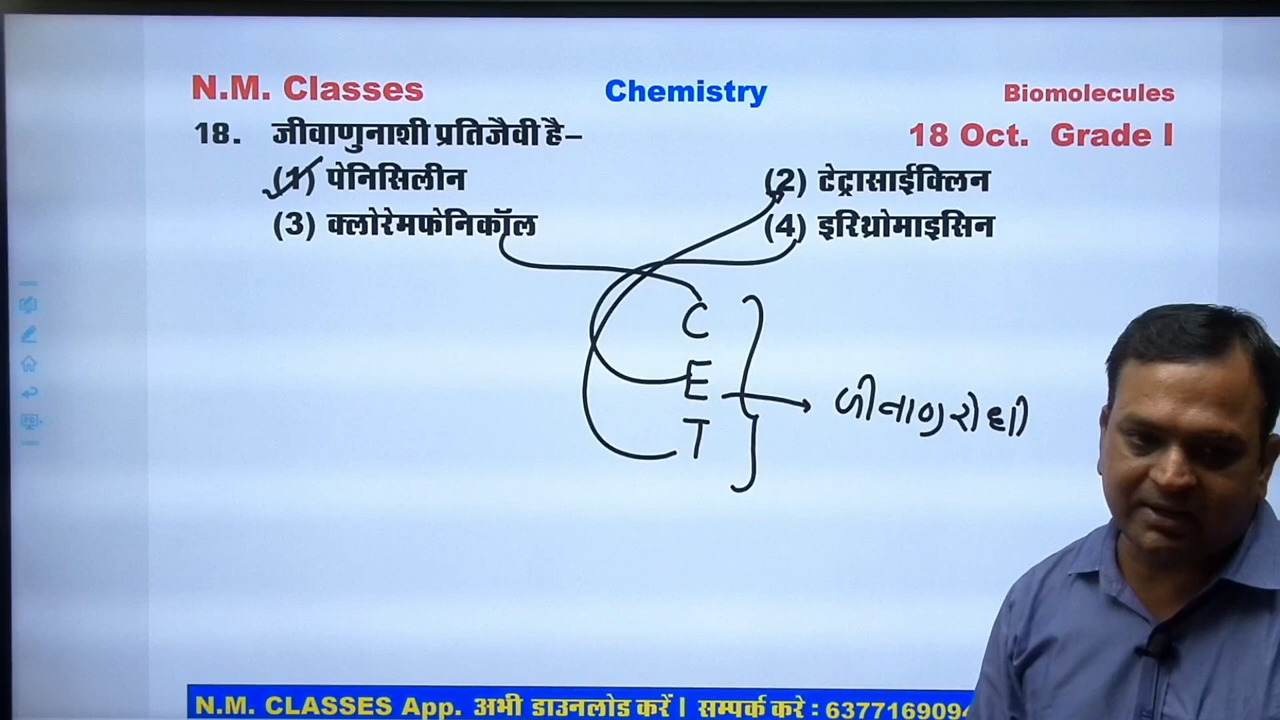 N.M. Classes Chemistry Biomolecules
18. जीवाणुनाशी प्रतिजैवी है– 18 Oct. Grade I
(1) पेनिसिलीन (2) टेट्रासाईक्लिन
(3) क्लोरेमफेनिकॉल (4) इरिथ्रोमाइसिन
C
E
T
जीवाणुरोधी
N.M. CLASSES App. अभी डाउनलोड करें। सम्पर्क करे : 637716909